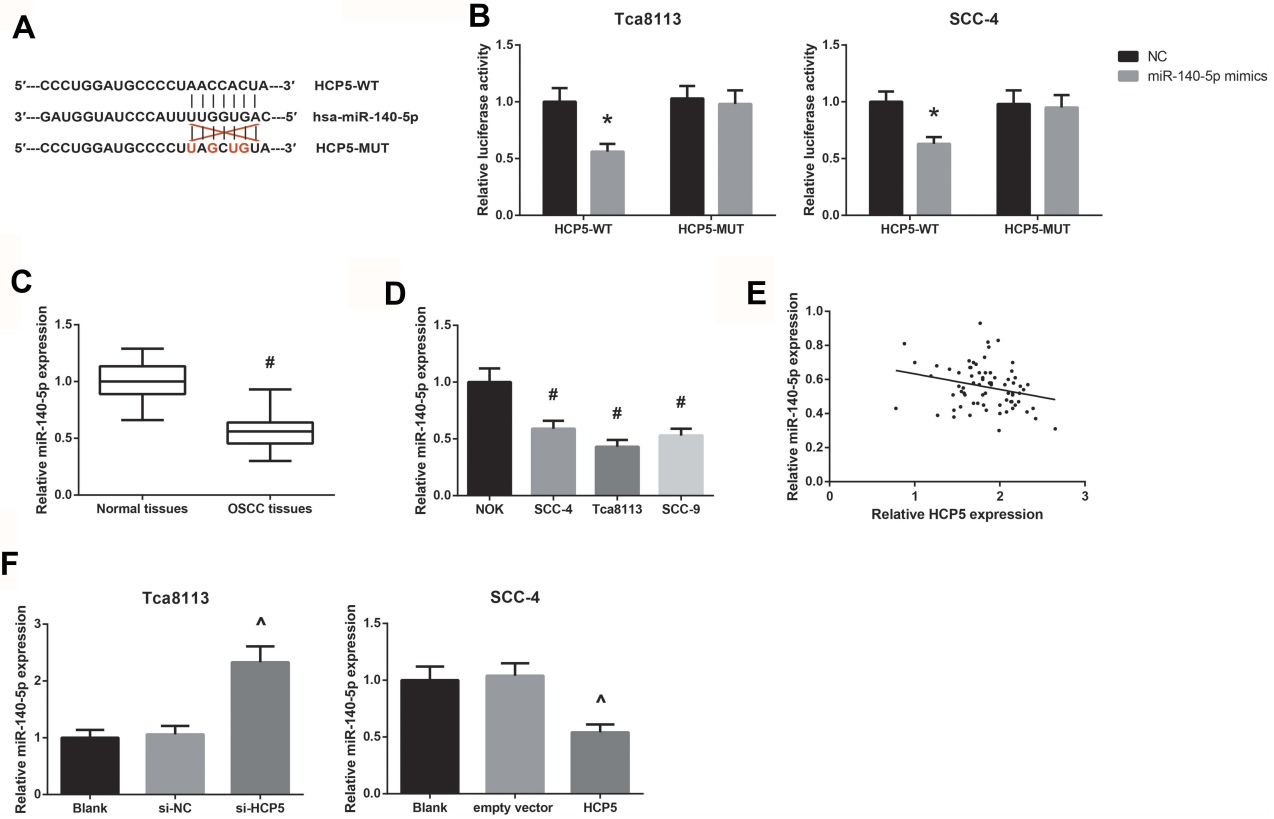 A
5′---CCCUGGAUGCCCCUAACCACUA---3′ HCP5-WT
3′---GAUGGUAUCCCAUUUUGGUGAC---5′ hsa-miR-140-5p
5′---CCCUGGAUGCCCCUUAGCUGUA---3′ HCP5-MUT
B
Tca8113
Relative luciferase activity
1.5
1.0
0.5
0.0
*
HCP5-WT HCP5-MUT
SCC-4
Relative luciferase activity
1.5
1.0
0.5
0.0
*
HCP5-WT HCP5-MUT
NC
miR-140-5p mimics
C
Relative miR-140-5p expression
1.5
1.0
0.5
0.0
#
Normal tissues OSCC tissues
D
Relative miR-140-5p expression
1.5
1.0
0.5
0.0
# # #
NOK SCC-4 Tca8113 SCC-9
E
Relative miR-140-5p expression
1.0
0.8
0.6
0.4
0.2
0.0
0 1 2 3
Relative HCP5 expression
F
Tca8113
Relative miR-140-5p expression
3
2
1
0
^
Blank si-NC si-HCP5
SCC-4
Relative miR-140-5p expression
1.5
1.0
0.5
0.0
^
Blank empty vector HCP5